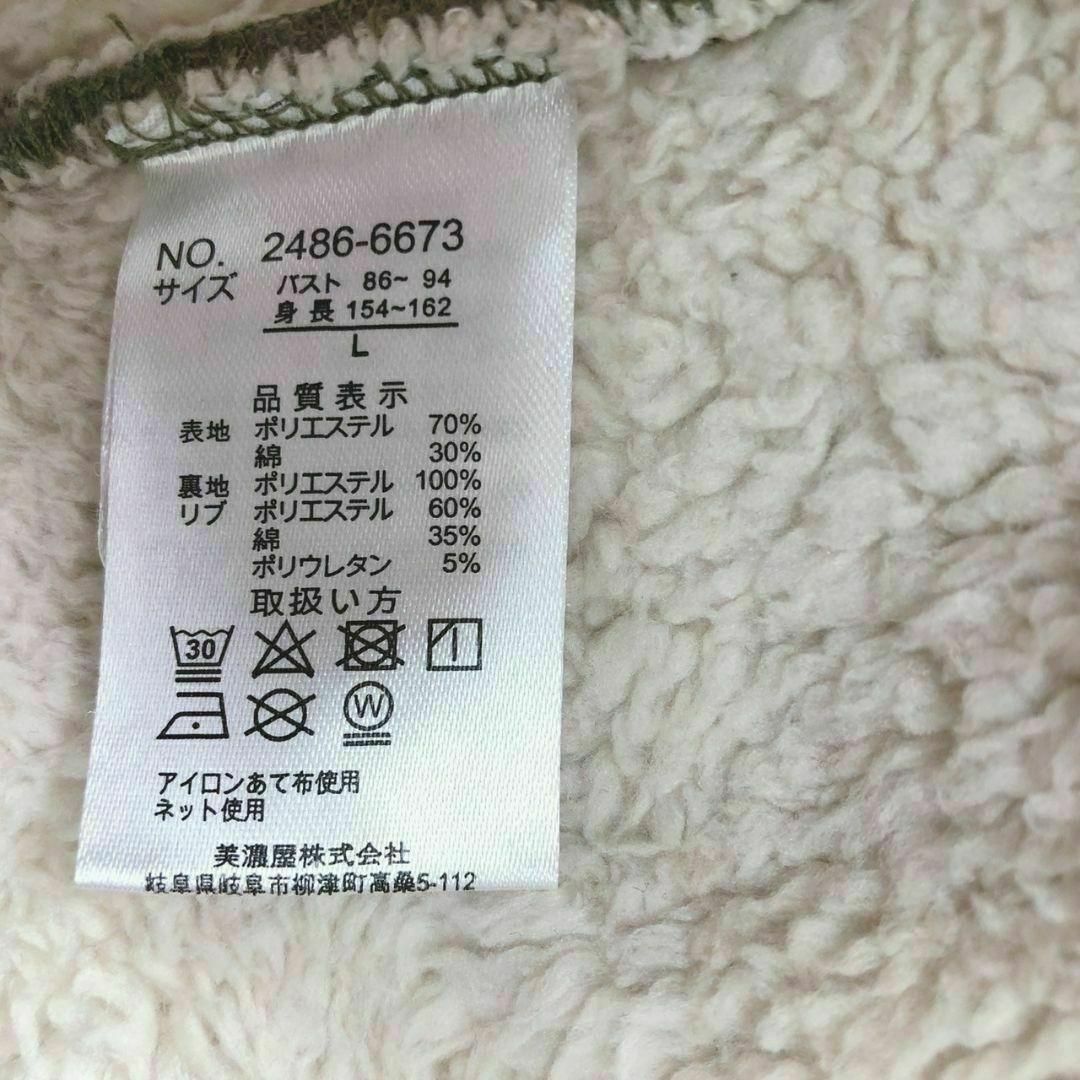 NO. 2486-6673
サイズ バスト 86~ 94
身長 154~162
L
品質表示
表地 ポリエステル 70%
綿 30%
裏地 ポリエステル 100%
リブ ポリエステル 60%
綿 35%
ポリウレタン 5%
取扱い方
30
W
アイロンあて布使用
ネット使用
美濃屋株式会社
岐阜県岐阜市柳津町高桑5-112